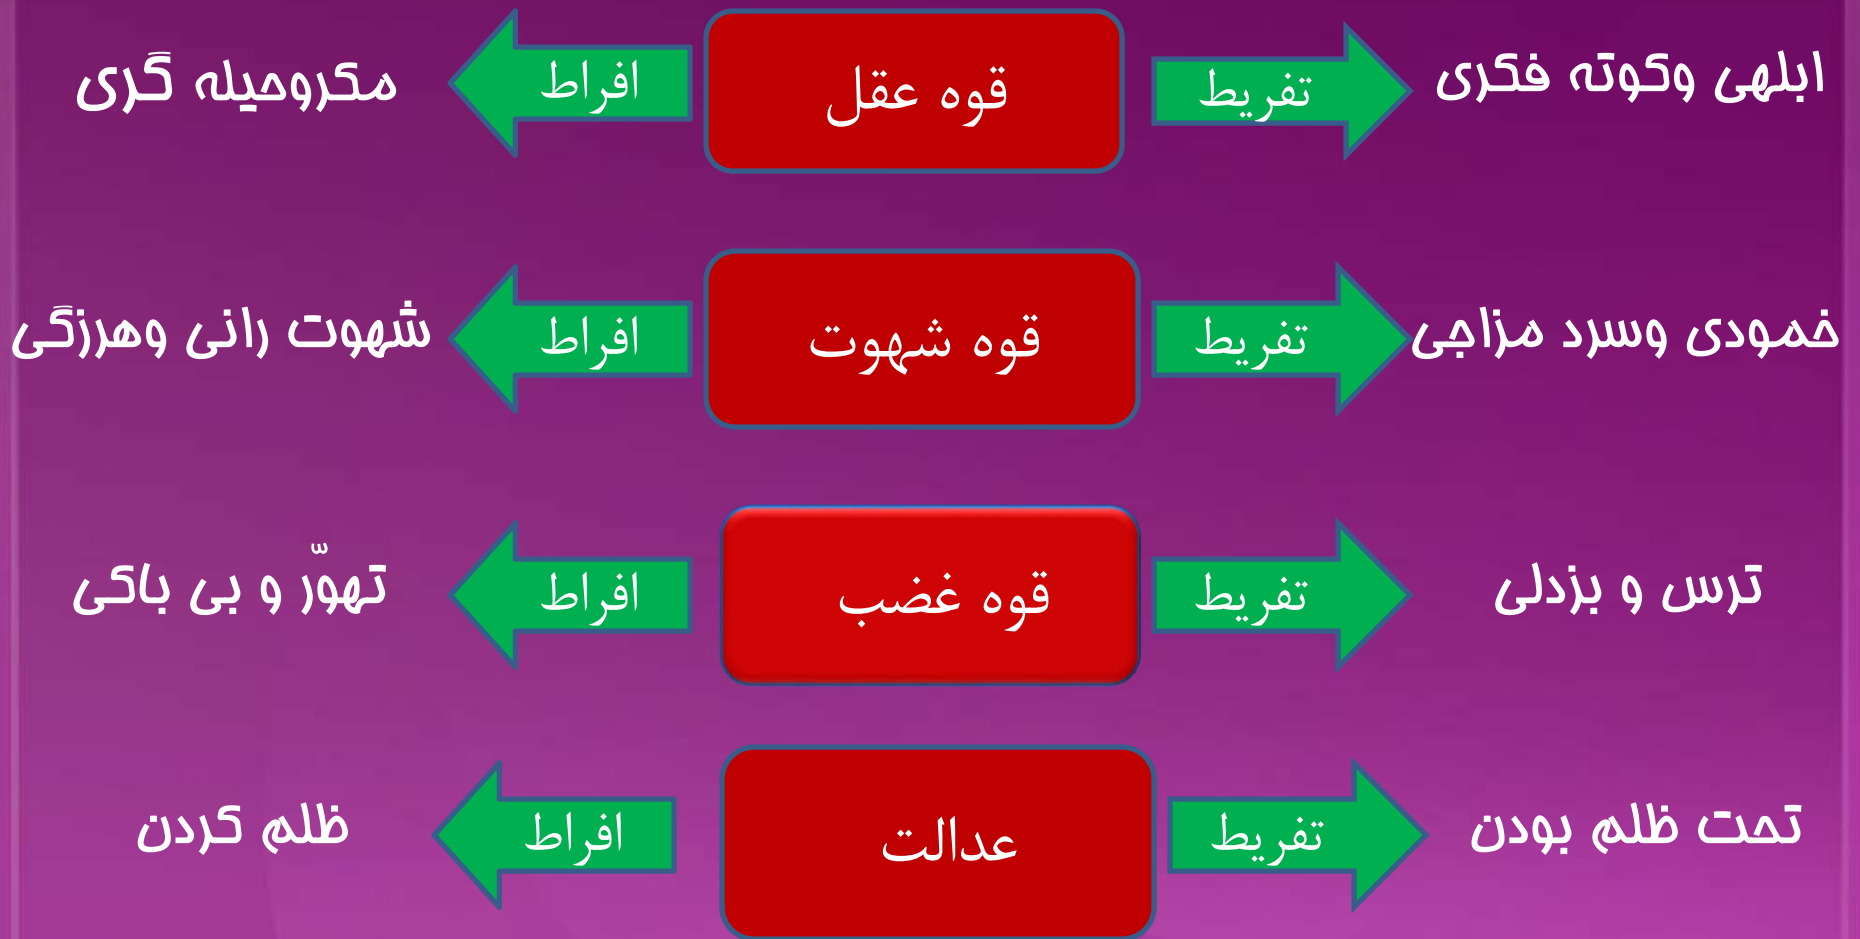 ابلهی وکوته فکری تفریط قوه عقل افراط مکروحیله گری
خمودی وسرد مزاجی تفریط قوه شهوت افراط شهوت رانی وهرزگی
ترس و بزدلی تفریط قوه غضب افراط تهوّر و بی باکی
تحت ظلم بودن تفریط عدالت افراط ظلم کردن